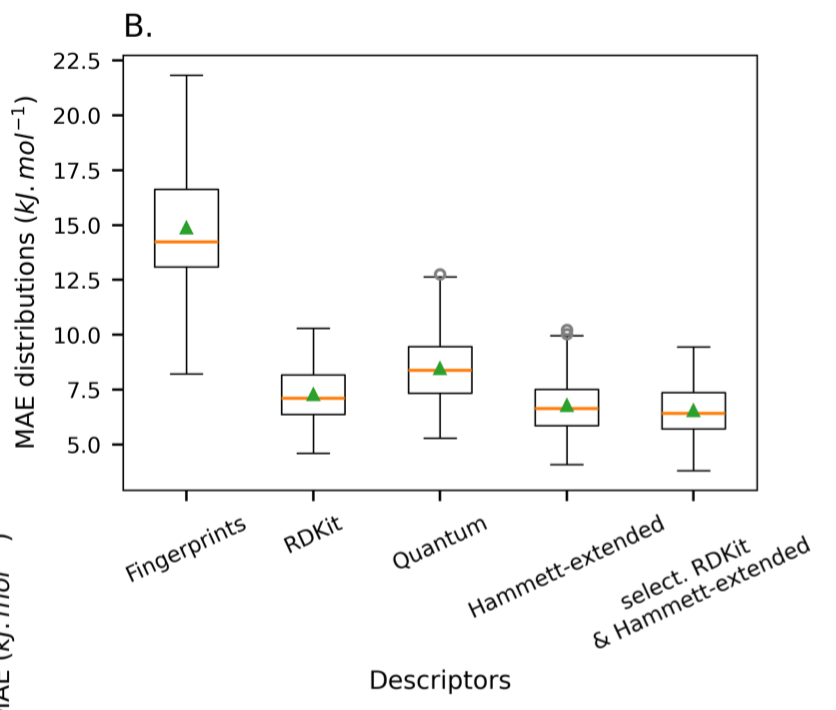 B.
MAE distributions (kJ.mol⁻¹)
22.5
20.0
17.5
15.0
12.5
10.0
7.5
5.0
Fingerprints
RDKit
Quantum
Hammett-extended
select. RDKit
& Hammett-extended
Descriptors